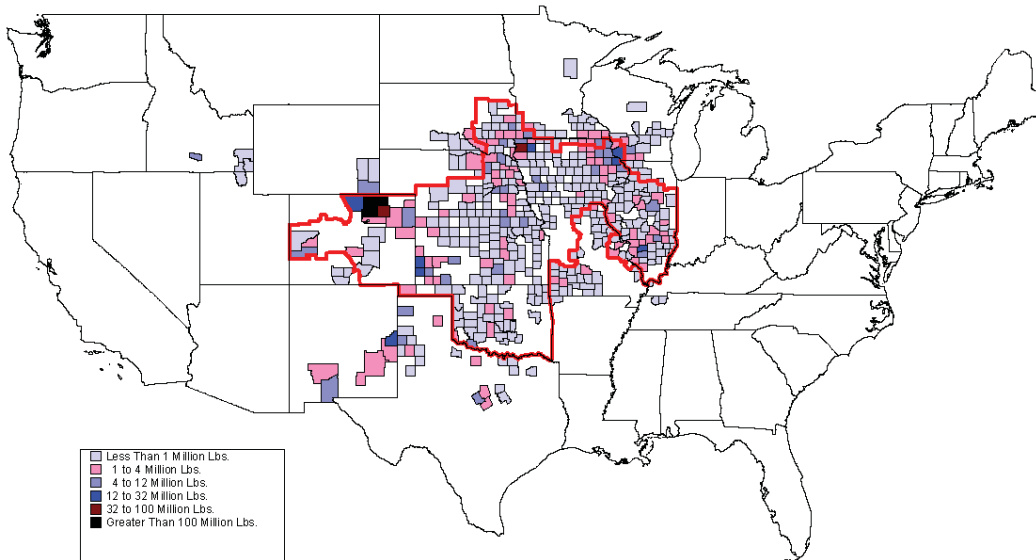 Less Than 1 Million Lbs.
1 to 4 Million Lbs.
4 to 12 Million Lbs.
12 to 32 Million Lbs.
32 to 100 Million Lbs.
Greater Than 100 Million Lbs.